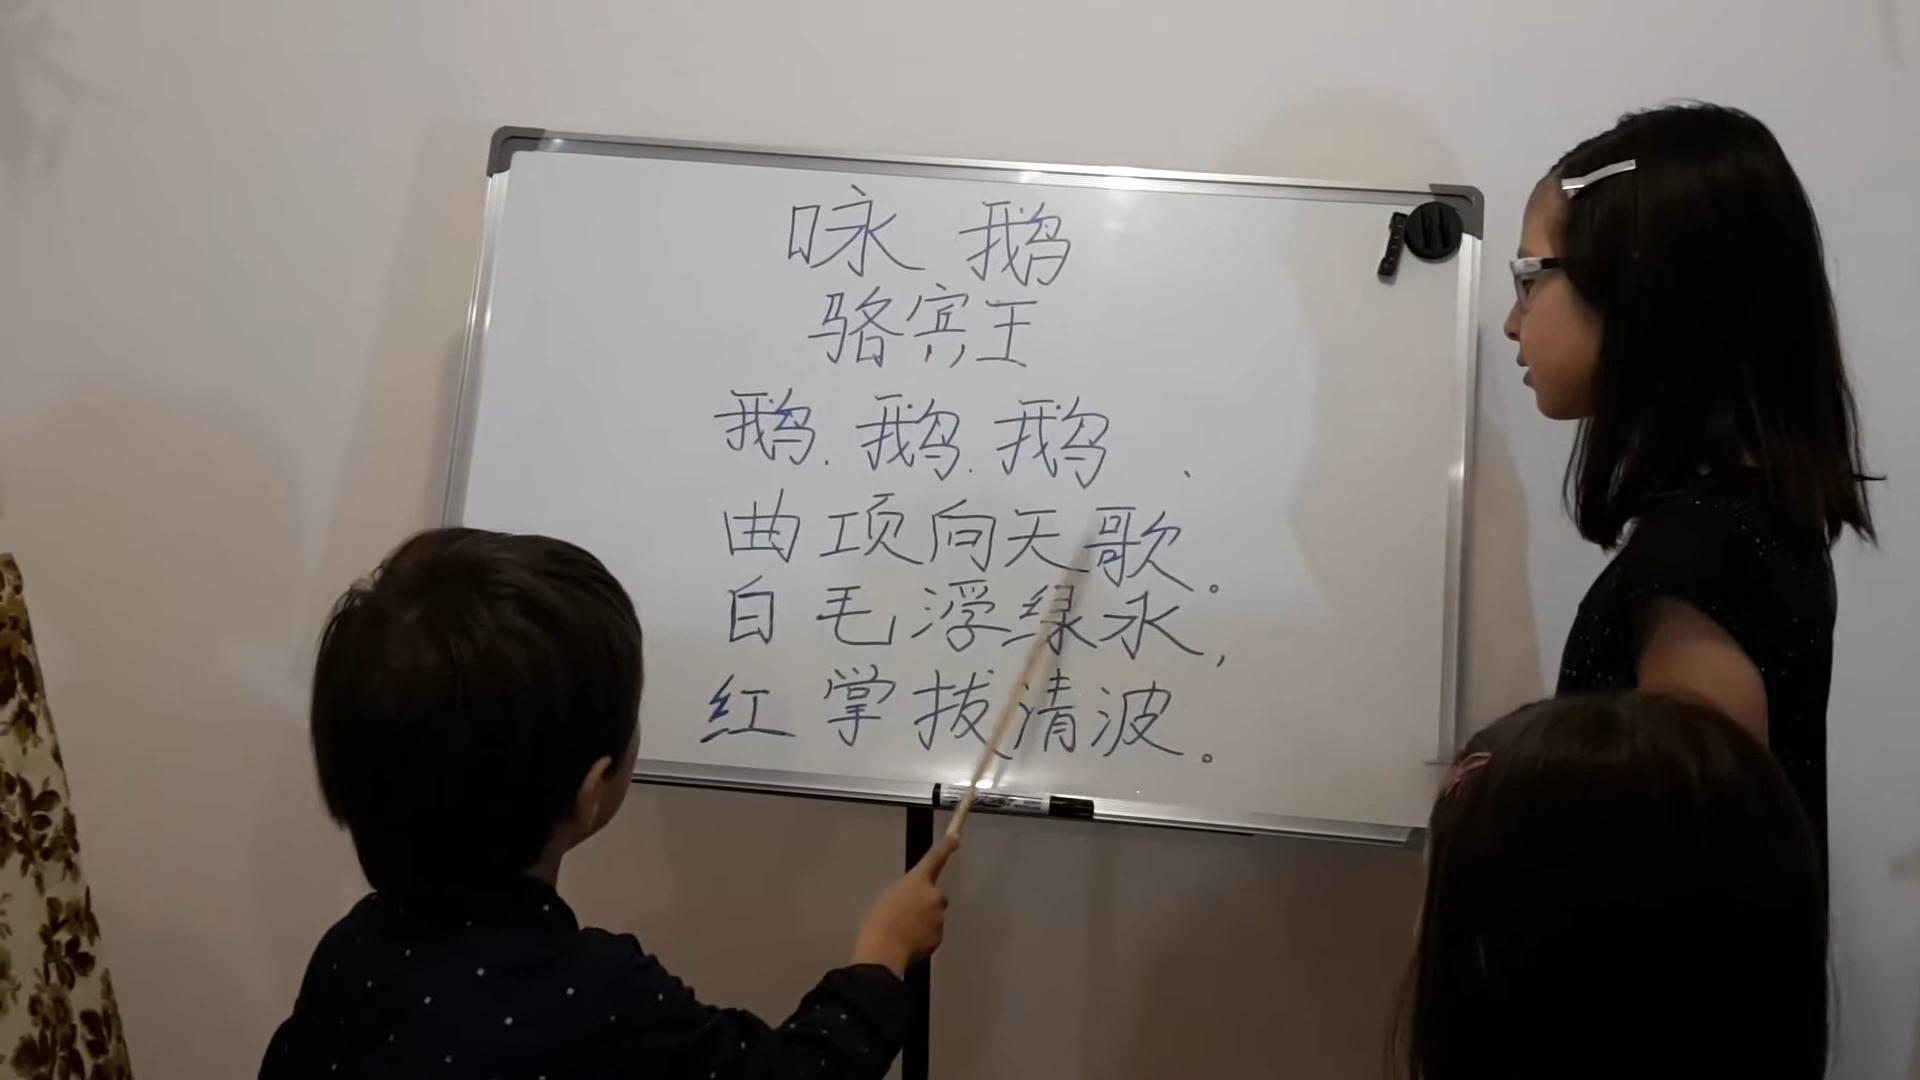 咏 鹅
骆宾王
鹅.鹅.鹅.
曲项向天歌。
白毛浮绿水,
红掌拔清波。